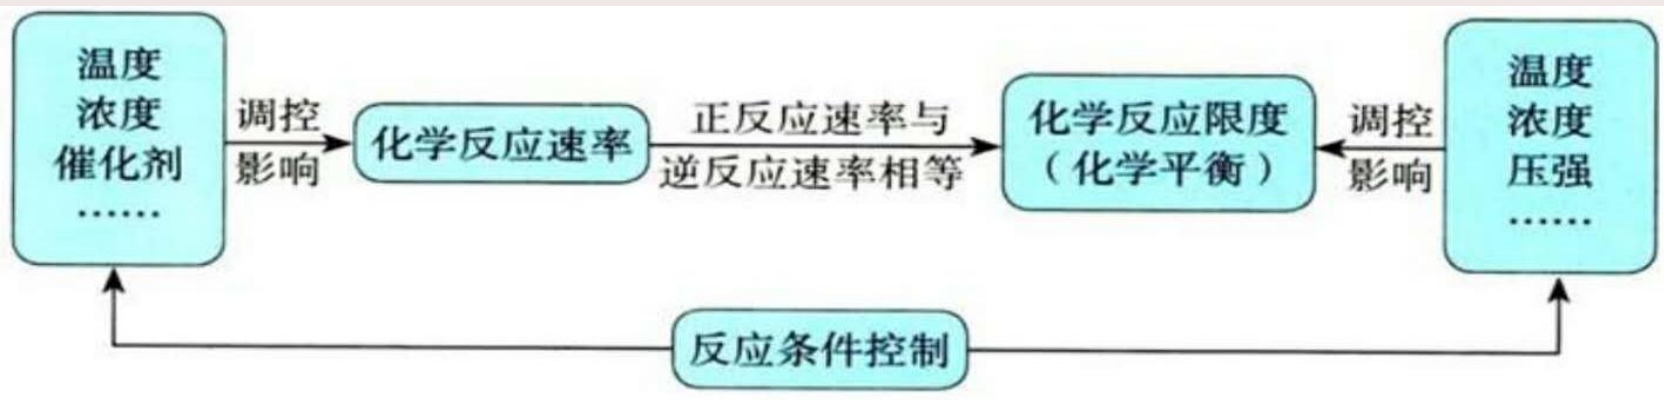 温度
浓度
催化剂
……
调控
影响
化学反应速率
正反应速率与
逆反应速率相等
化学反应限度
（化学平衡）
调控
影响
温度
浓度
压强
……
反应条件控制